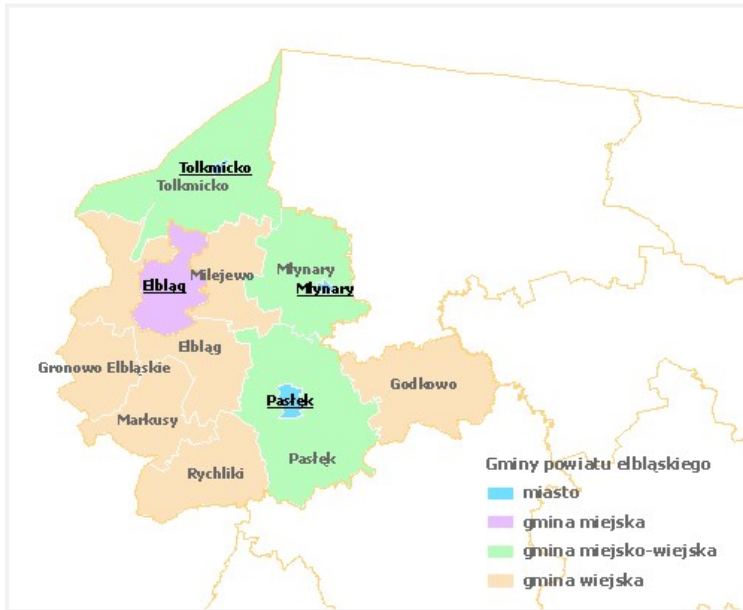 Tolkmicko
Tolkmicko
Młynary
Milejewo
Elbląg
Młynary
Elbląg
Gronowo Elbląskie
Godkowo
Pasłęk
Markusy
Pasłęk
Rychliki
Gminy powiatu elbląskiego
miasto
gmina miejska
gmina miejsko-wiejska
gmina wiejska